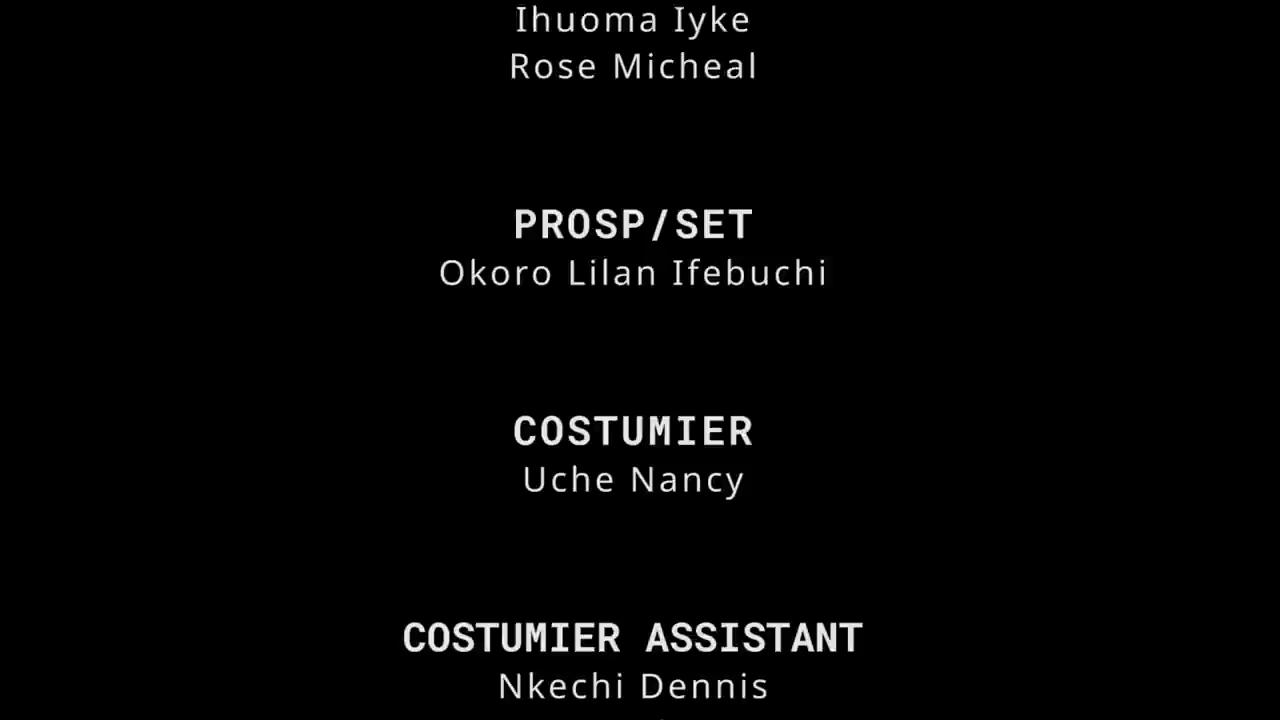 Ihuoma Iyke
Rose Micheal
PROSP/SET
Okoro Lilan Ifebuchi
COSTUMIER
Uche Nancy
COSTUMIER ASSISTANT
Nkechi Dennis